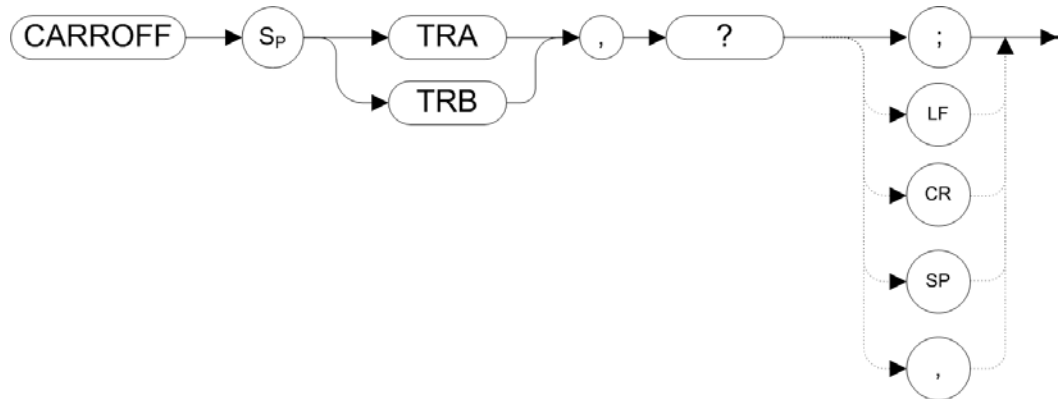 CARROFF SP TRA , ? ;
TRB LF
CR
SP
,